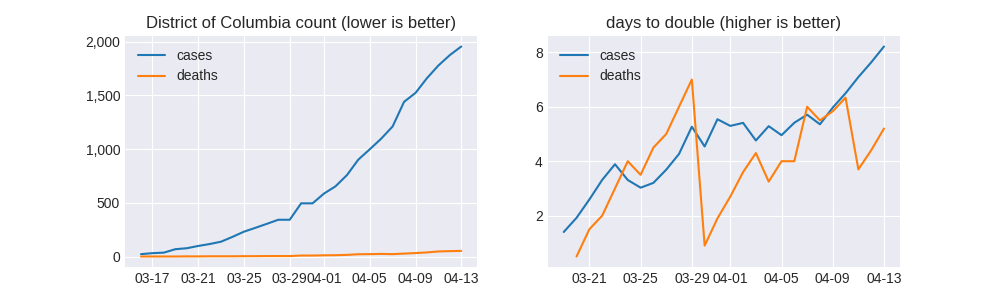 District of Columbia count (lower is better)
2,000
1,500
1,000
500
0
cases
deaths
03-17 03-21 03-25 03-29 04-01 04-05 04-09 04-13
days to double (higher is better)
8
6
4
2
cases
deaths
03-21 03-25 03-29 04-01 04-05 04-09 04-13